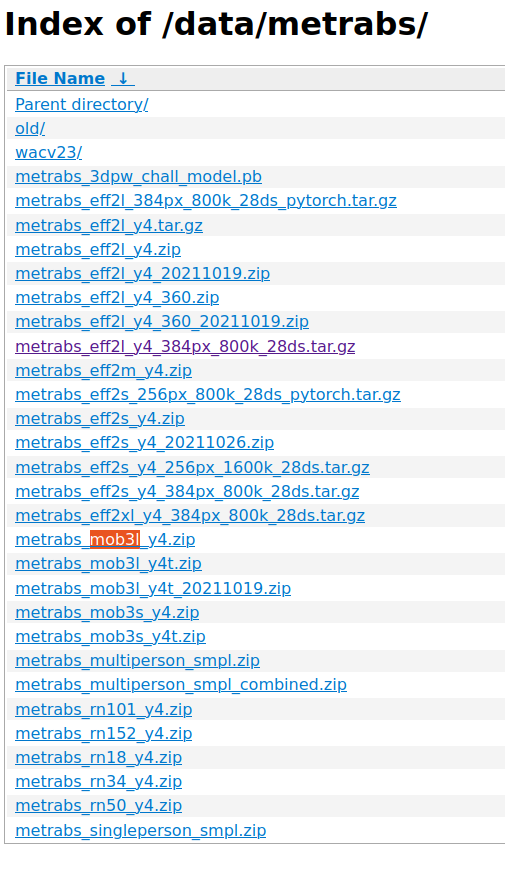 Index of /data/metrabs/
File Name ↓
Parent directory/
old/
wacv23/
metrabs_3dpw_chall_model.pb
metrabs_eff2l_384px_800k_28ds_pytorch.tar.gz
metrabs_eff2l_y4.tar.gz
metrabs_eff2l_y4.zip
metrabs_eff2l_y4_20211019.zip
metrabs_eff2l_y4_360.zip
metrabs_eff2l_y4_360_20211019.zip
metrabs_eff2l_y4_384px_800k_28ds.tar.gz
metrabs_eff2m_y4.zip
metrabs_eff2s_256px_800k_28ds_pytorch.tar.gz
metrabs_eff2s_y4.zip
metrabs_eff2s_y4_20211026.zip
metrabs_eff2s_y4_256px_1600k_28ds.tar.gz
metrabs_eff2s_y4_384px_800k_28ds.tar.gz
metrabs_eff2xl_y4_384px_800k_28ds.tar.gz
metrabs_mob3l_y4.zip
metrabs_mob3l_y4t.zip
metrabs_mob3l_y4t_20211019.zip
metrabs_mob3s_y4.zip
metrabs_mob3s_y4t.zip
metrabs_multiperson_smpl.zip
metrabs_multiperson_smpl_combined.zip
metrabs_rn101_y4.zip
metrabs_rn152_y4.zip
metrabs_rn18_y4.zip
metrabs_rn34_y4.zip
metrabs_rn50_y4.zip
metrabs_singleperson_smpl.zip